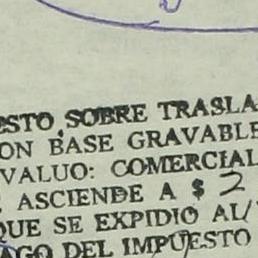 ESTO SOBRE TRASLA
ON BASE GRAVABLE
VALUO: COMERCIAL
ASCIENDE A $ 2
QUE SE EXPIDIO AL/
AGO DEL IMPUESTO